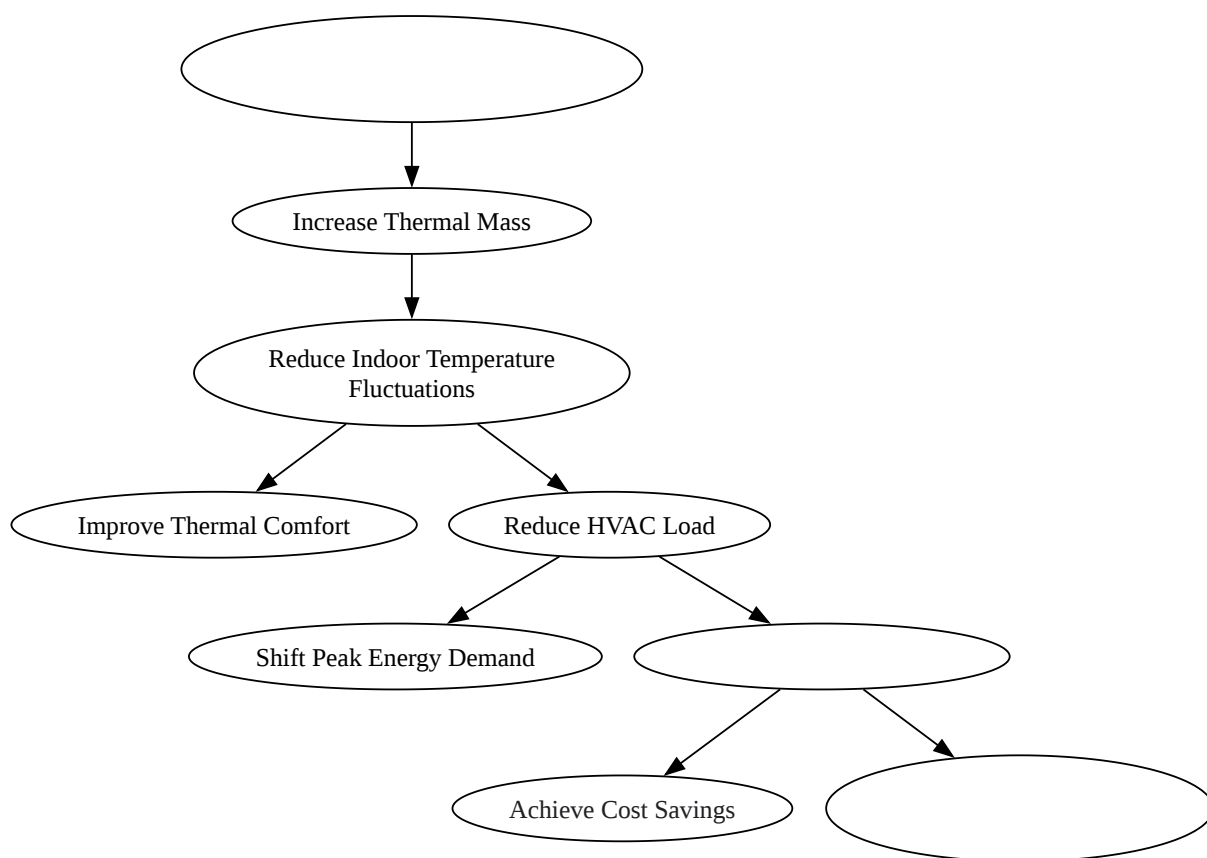 Increase Thermal Mass
Reduce Indoor Temperature
Fluctuations
Improve Thermal Comfort
Reduce HVAC Load
Shift Peak Energy Demand
Achieve Cost Savings